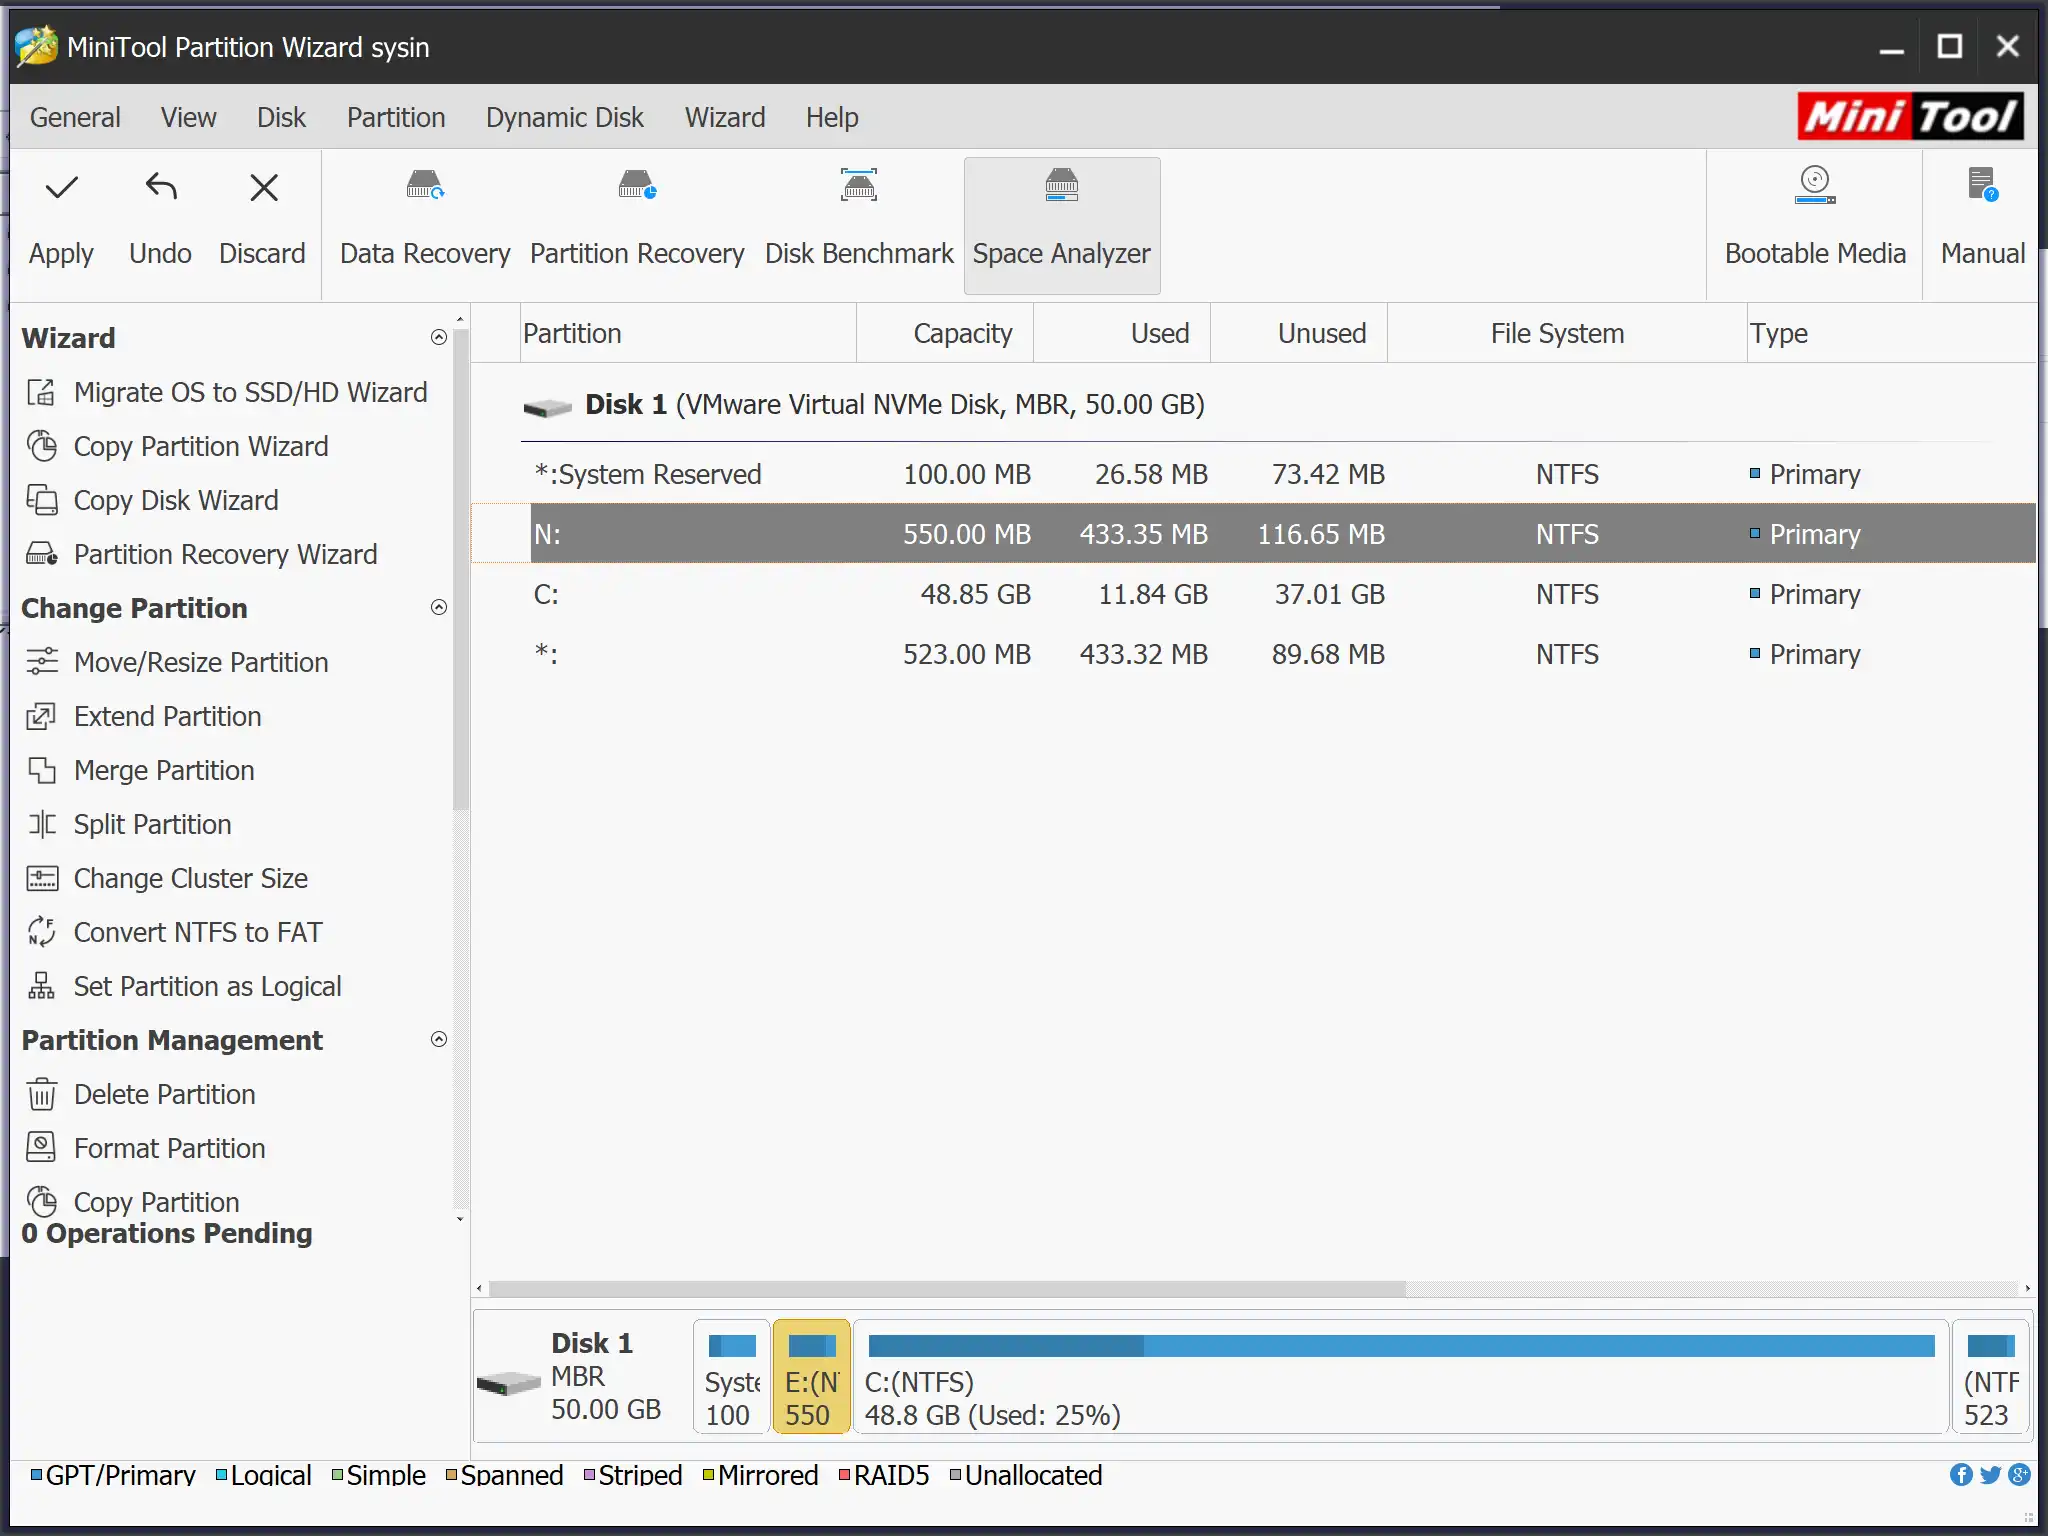 MiniTool Partition Wizard sysin
General View Disk Partition Dynamic Disk Wizard Help
Mini Tool
Apply Undo Discard Data Recovery Partition Recovery Disk Benchmark Space Analyzer Bootable Media Manual
Wizard
Migrate OS to SSD/HD Wizard
Copy Partition Wizard
Copy Disk Wizard
Partition Recovery Wizard
Change Partition
Move/Resize Partition
Extend Partition
Merge Partition
Split Partition
Change Cluster Size
Convert NTFS to FAT
Set Partition as Logical
Partition Management
Delete Partition
Format Partition
Copy Partition
0 Operations Pending
Partition Capacity Used Unused File System Type
Disk 1 (VMware Virtual NVMe Disk, MBR, 50.00 GB)
*:System Reserved 100.00 MB 26.58 MB 73.42 MB NTFS Primary
N: 550.00 MB 433.35 MB 116.65 MB NTFS Primary
C: 48.85 GB 11.84 GB 37.01 GB NTFS Primary
*: 523.00 MB 433.32 MB 89.68 MB NTFS Primary
Disk 1
MBR
50.00 GB
Syste
100
E:(N
550
C:(NTFS)
48.8 GB (Used: 25%)
(NTF
523
GPT/Primary Logical Simple Spanned Striped Mirrored RAID5 Unallocated